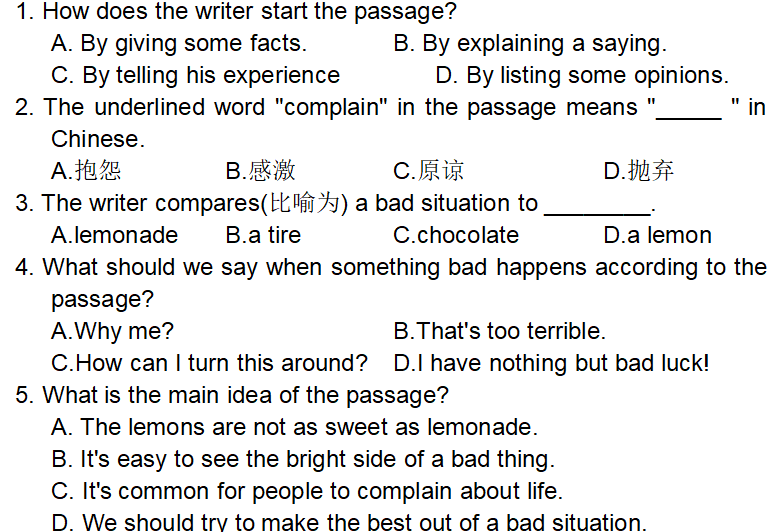 1. How does the writer start the passage?
A. By giving some facts. B. By explaining a saying.
C. By telling his experience D. By listing some opinions.
2. The underlined word "complain" in the passage means "_____ " in
Chinese.
A.抱怨 B.感激 C.原谅 D.抛弃
3. The writer compares(比喻为) a bad situation to ________.
A.lemonade B.a tire C.chocolate D.a lemon
4. What should we say when something bad happens according to the
passage?
A.Why me? B.That's too terrible.
C.How can I turn this around? D.I have nothing but bad luck!
5. What is the main idea of the passage?
A. The lemons are not as sweet as lemonade.
B. It's easy to see the bright side of a bad thing.
C. It's common for people to complain about life.
D. We should try to make the best out of a bad situation.